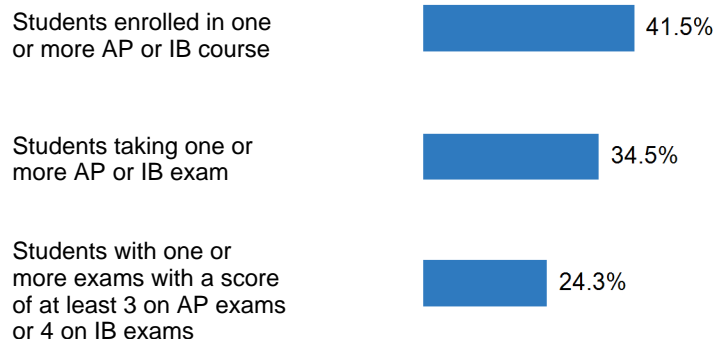 Students enrolled in one
or more AP or IB course
41.5%
Students taking one or
more AP or IB exam
34.5%
Students with one or
more exams with a score
of at least 3 on AP exams
or 4 on IB exams
24.3%